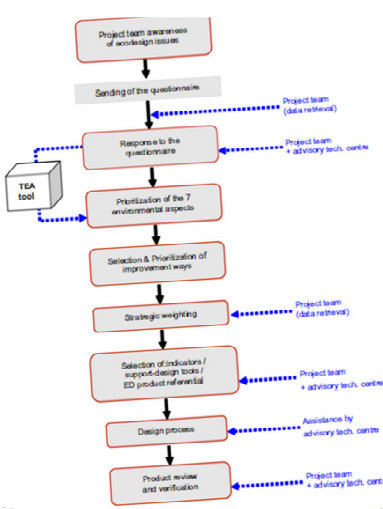 Project team awareness
of ecodesign issues
Sending of the questionnaire
Project team
(data retrieval)
Response to the
questionnaire
Project team
+ advisory tech. centre
TEA
tool
Prioritization of the 7
environmental aspects
Selection & Prioritization of
improvement ways
Stratregic weighting
Project team
(data retrieval)
Selection of indicators /
support-design tools /
ED product referential
Project team
+ advisory tech. centre
Design process
Assistance by
advisory tech. centre
Product review
and verification
Project team
+ advisory tech. cent